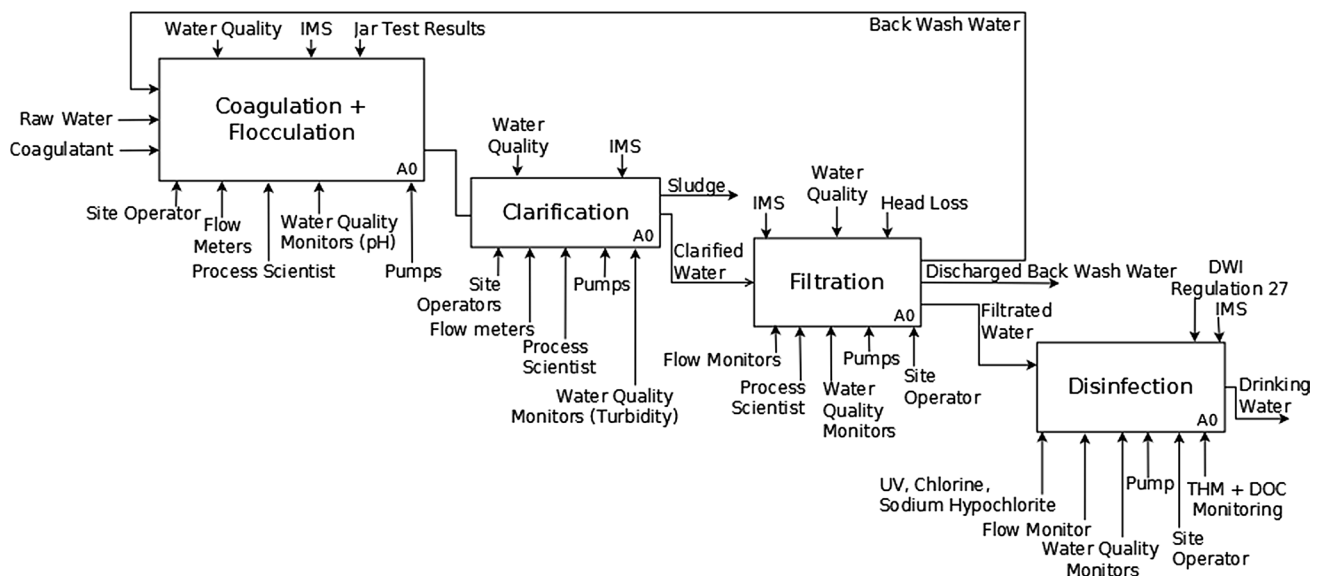 Back Wash Water
Water Quality
IMS
Jar Test Results
Coagulation +
Flocculation
A0
Raw Water
Coagulatant
Site Operator
Flow
Meters
Process Scientist
Water Quality
Monitors (pH)
Pumps
Water
Quality
IMS
Clarification
A0
Sludge
Clarified
Water
Site
Operators
Flow meters
Process
Scientist
Pumps
Water Quality
Monitors (Turbidity)
IMS
Water
Quality
Head Loss
Filtration
A0
Discharged Back Wash Water
Filtrated
Water
Flow Monitors
Process
Scientist
Water
Quality
Monitors
Pumps
Site
Operator
DWI
Regulation 27
IMS
Disinfection
A0
Drinking
Water
UV, Chlorine,
Sodium Hypochlorite
Flow Monitor
Water Quality
Monitors
Pump
Site
Operator
THM + DOC
Monitoring